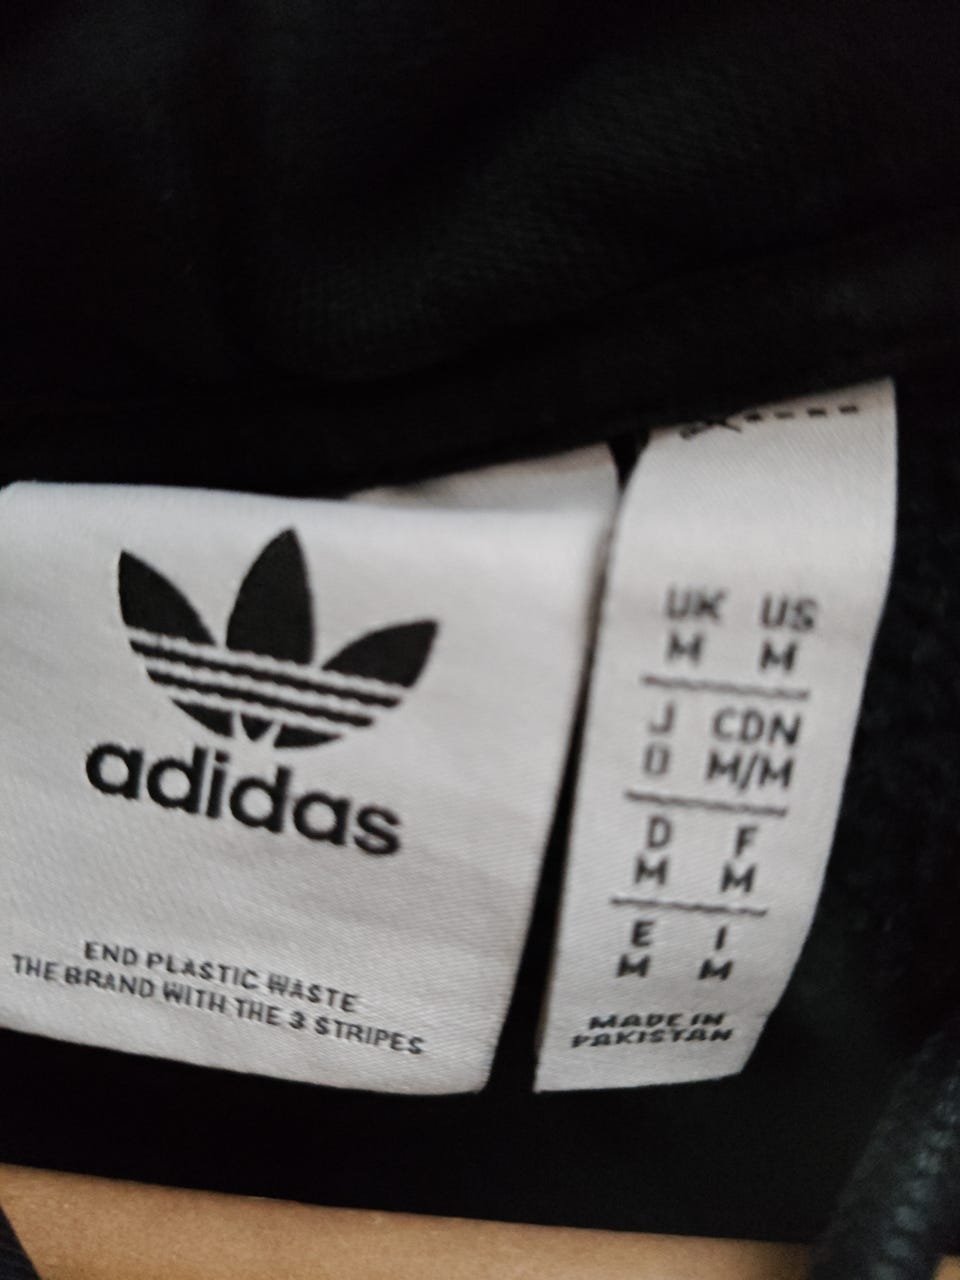 adidas
END PLASTIC WASTE
THE BRAND WITH THE 3 STRIPES
UK US
M M
J CDN
O M/M
D F
M M
E I
M M
MADE IN
PAKISTAN